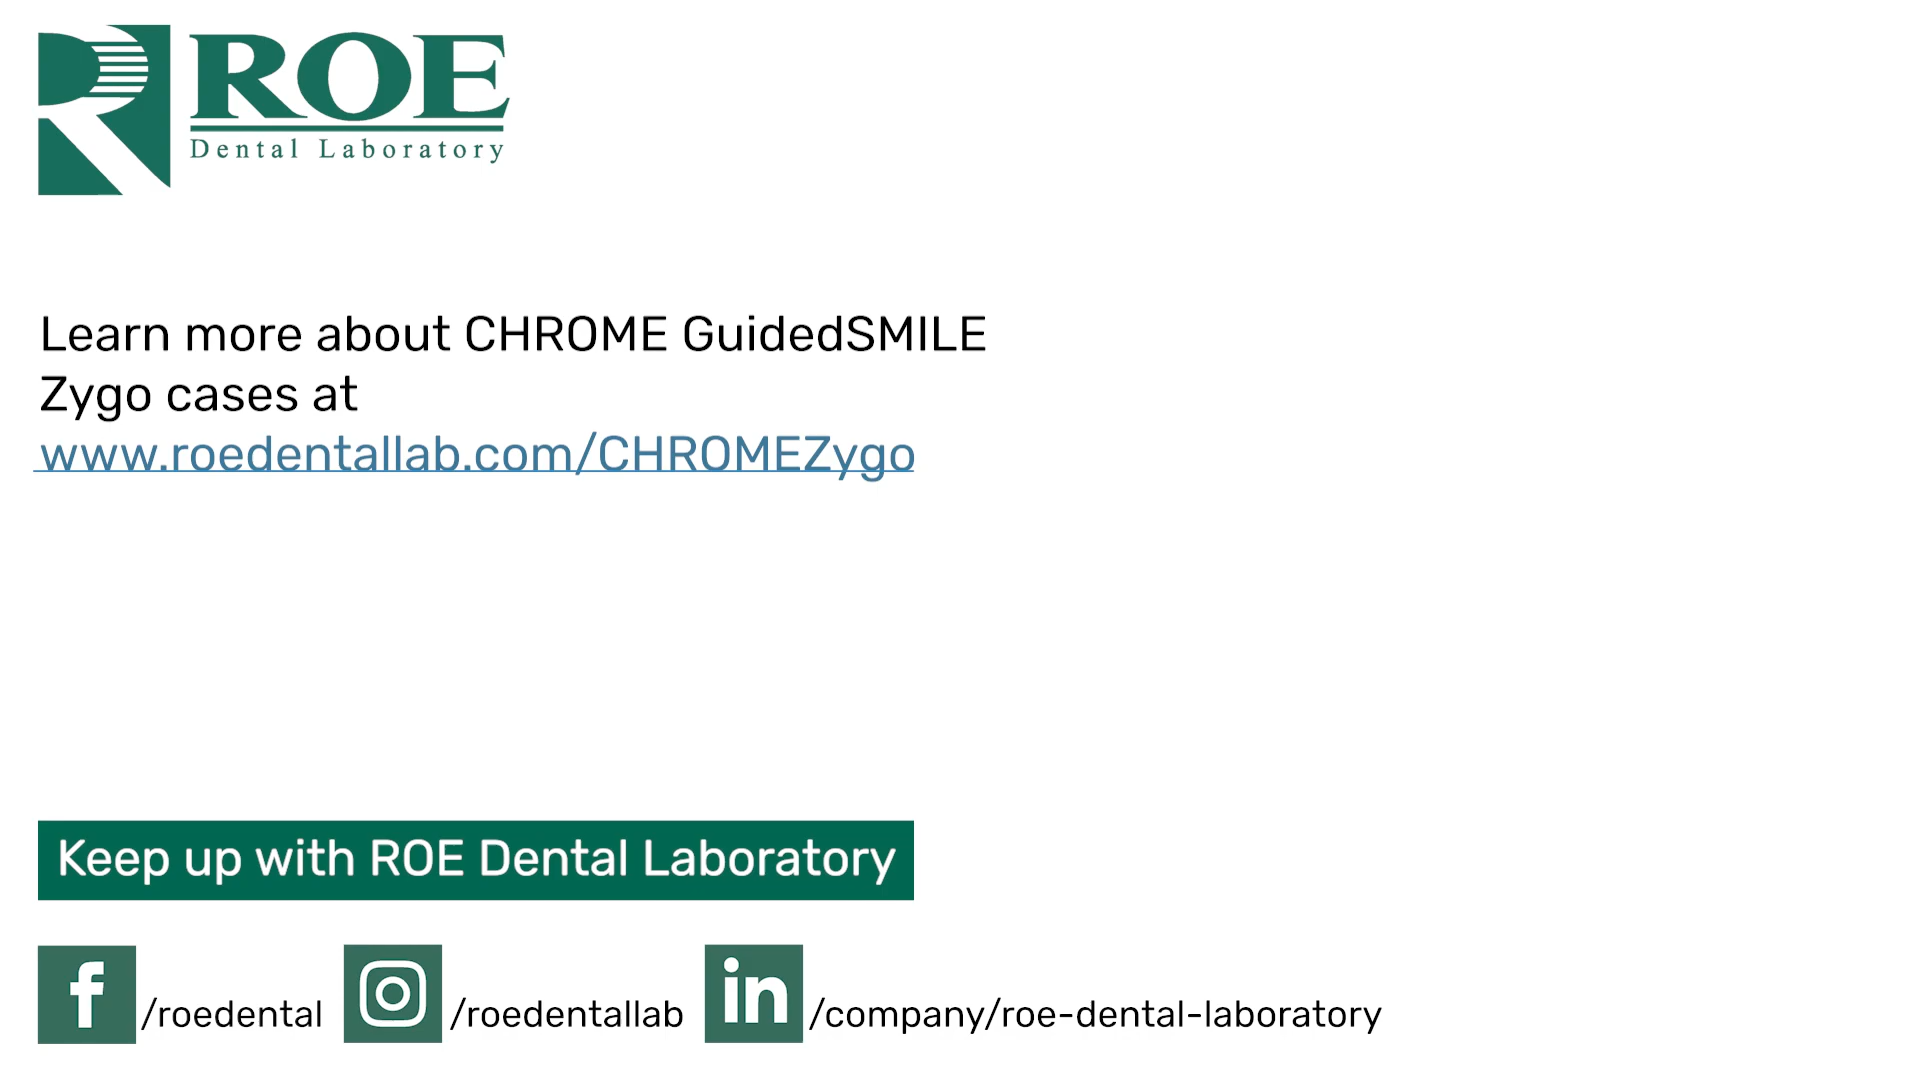 ROE
Dental Laboratory
Learn more about CHROME GuidedSMILE
Zygo cases at
www.roedentallab.com/CHROMEZygo
Keep up with ROE Dental Laboratory
/roedental /roedentallab /company/roe-dental-laboratory